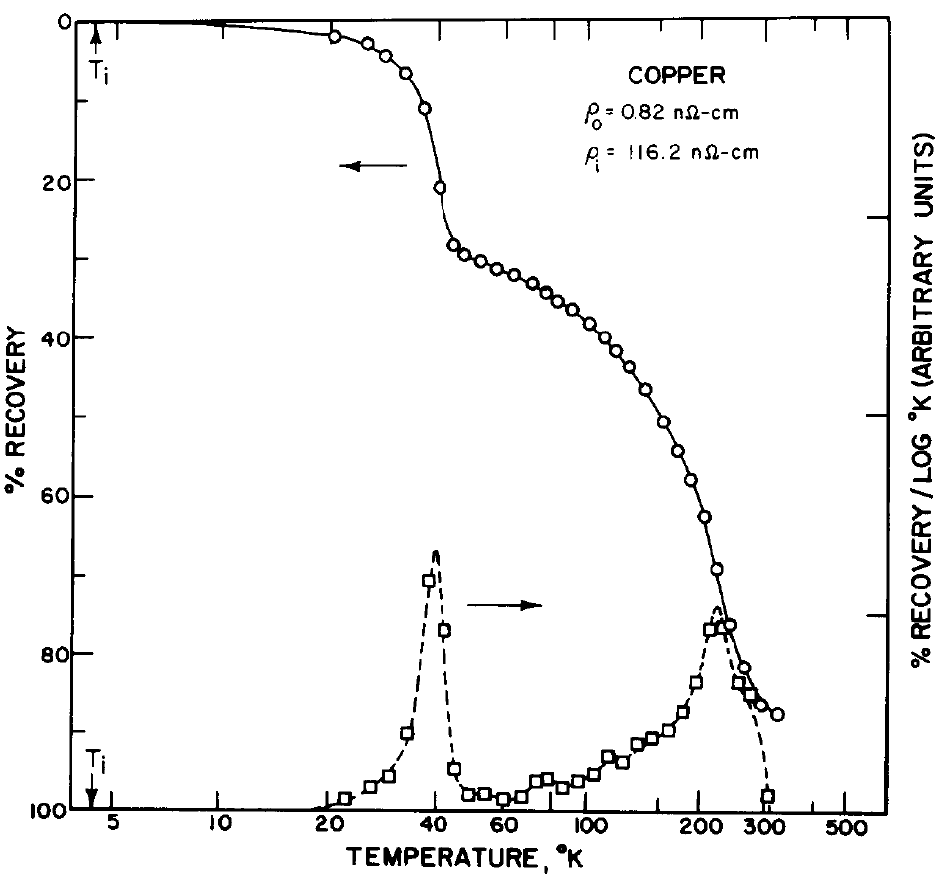 0
Ti
COPPER
ρo = 0.82 nΩ-cm
ρi = 116.2 nΩ-cm
20
40
60
80
Ti
100
5
10
20
40
60
100
200
300
500
TEMPERATURE, °K
% RECOVERY
% RECOVERY / LOG °K (ARBITRARY UNITS)